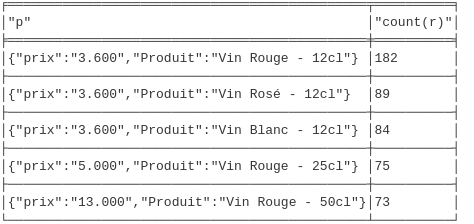 "p" "count(r)"
{"prix":"3.600","Produit":"Vin Rouge - 12cl"} 182
{"prix":"3.600","Produit":"Vin Rosé - 12cl"} 89
{"prix":"3.600","Produit":"Vin Blanc - 12cl"} 84
{"prix":"5.000","Produit":"Vin Rouge - 25cl"} 75
{"prix":"13.000","Produit":"Vin Rouge - 50cl"} 73